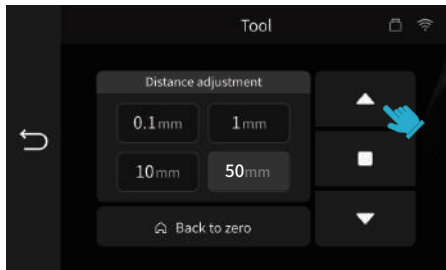 Tool
Distance adjustment
0.1mm 1mm
10mm 50mm
Back to zero